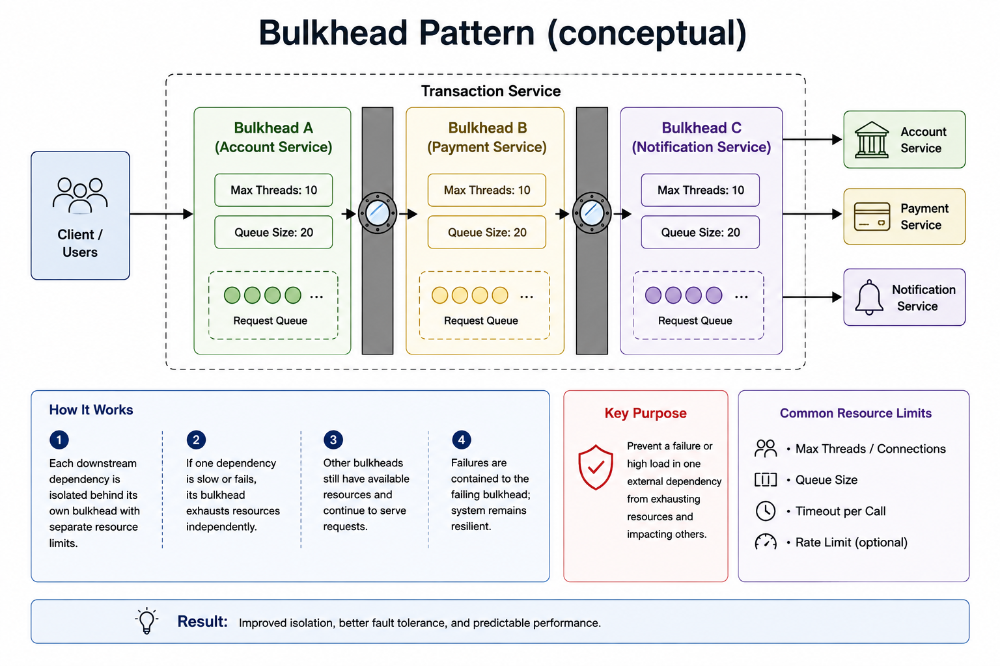 Bulkhead Pattern (conceptual)
Transaction Service
Client /
Users
Bulkhead A
(Account Service)
Max Threads: 10
Queue Size: 20
...
Request Queue
Bulkhead B
(Payment Service)
Max Threads: 10
Queue Size: 20
...
Request Queue
Bulkhead C
(Notification Service)
Max Threads: 10
Queue Size: 20
...
Request Queue
Account
Service
Payment
Service
Notification
Service
How It Works
1
Each downstream
dependency is
isolated behind its
own bulkhead with
separate resource
limits.
2
If one dependency
is slow or fails,
its bulkhead
exhausts resources
independently.
3
Other bulkheads
still have available
resources and
continue to serve
requests.
4
Failures are
contained to the
failing bulkhead;
system remains
resilient.
Key Purpose
Prevent a failure or
high load in one
external dependency
from exhausting
resources and
impacting others.
Common Resource Limits
• Max Threads / Connections
• Queue Size
• Timeout per Call
• Rate Limit (optional)
Result: Improved isolation, better fault tolerance, and predictable performance.